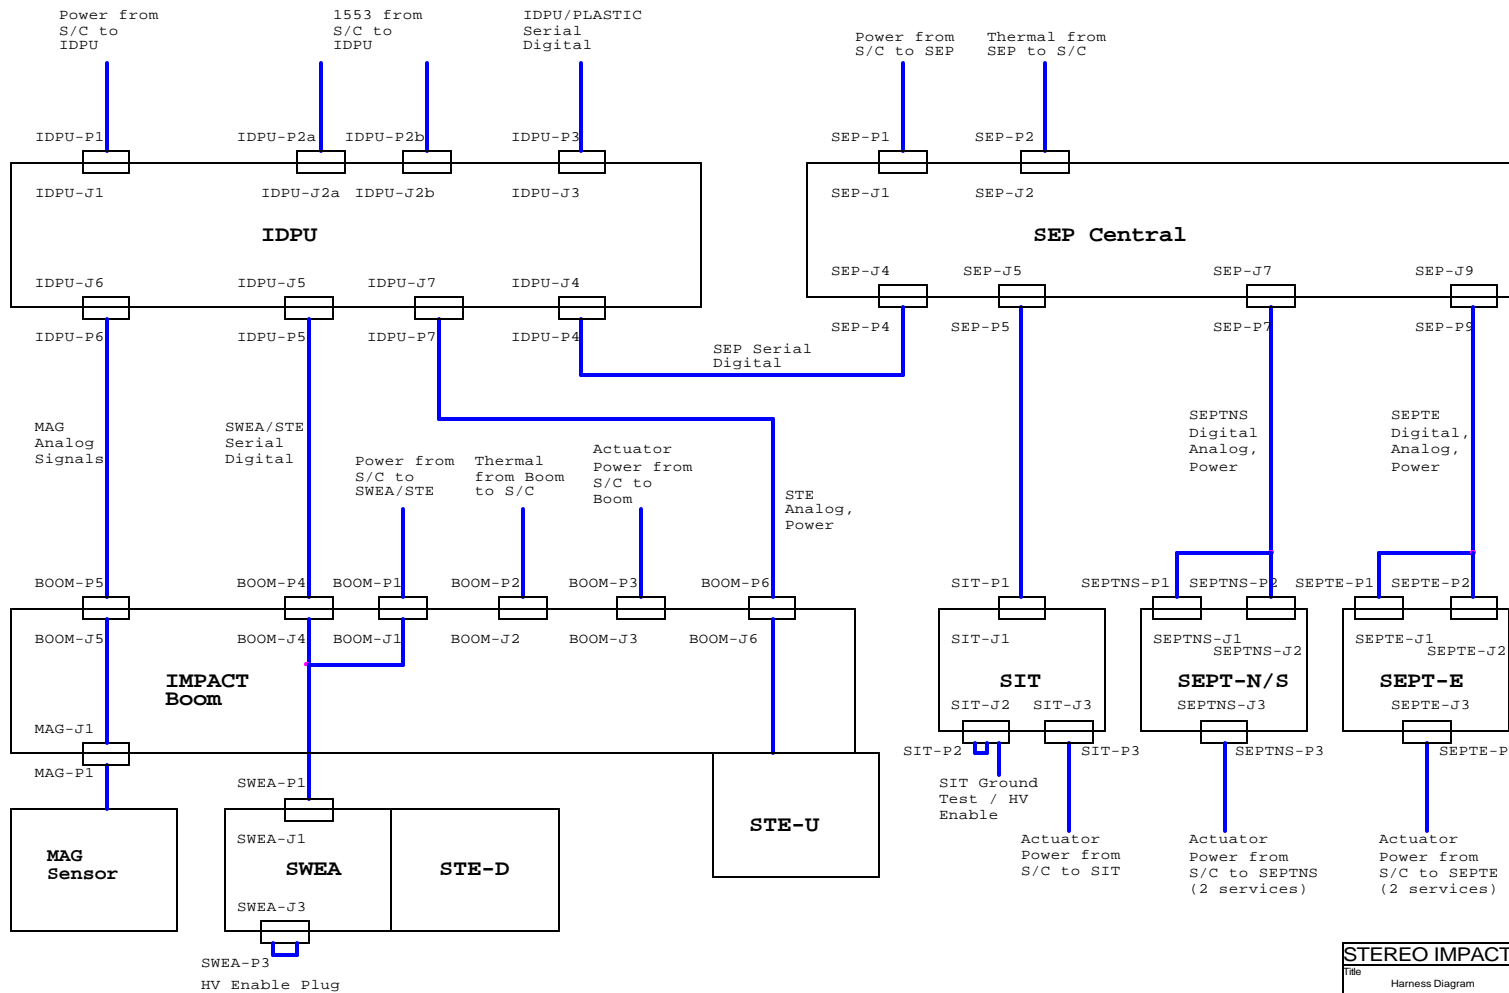 Power from
S/C to
IDPU
1553 from
S/C to
IDPU
IDPU/PLASTIC
Serial
Digital
Power from
S/C to SEP
Thermal from
SEP to S/C
IDPU-P1
IDPU-P2a
IDPU-P2b
IDPU-P3
SEP-P1
SEP-P2
IDPU-J1
IDPU-J2a
IDPU-J2b
IDPU-J3
SEP-J1
SEP-J2
IDPU
SEP Central
IDPU-J6
IDPU-J5
IDPU-J7
IDPU-J4
SEP-J4
SEP-J5
SEP-J7
SEP-J9
IDPU-P6
IDPU-P5
IDPU-P7
IDPU-P4
SEP-P4
SEP-P5
SEP-P7
SEP-P9
SEP Serial
Digital
MAG
Analog
Signals
SWEA/STE
Serial
Digital
Power from
S/C to
SWEA/STE
Thermal
from Boom
to S/C
Actuator
Power from
S/C to
Boom
STE
Analog,
Power
SEPTNS
Digital
Analog,
Power
SEPTE
Digital,
Analog,
Power
BOOM-P5
BOOM-P4
BOOM-P1
BOOM-P2
BOOM-P3
BOOM-P6
SIT-P1
SEPTNS-P1
SEPTNS-P2
SEPTE-P1
SEPTE-P2
BOOM-J5
BOOM-J4
BOOM-J1
BOOM-J2
BOOM-J3
BOOM-J6
SIT-J1
SEPTNS-J1
SEPTNS-J2
SEPTE-J1
SEPTE-J2
IMPACT
Boom
SIT
SEPT-N/S
SEPT-E
MAG-J1
SIT-J2
SIT-J3
SEPTNS-J3
SEPTE-J3
MAG-P1
SIT-P2
SIT-P3
SEPTNS-P3
SEPTE-P
SWEA-P1
SIT Ground
Test / HV
Enable
SWEA-J1
STE-U
MAG
Sensor
SWEA
STE-D
Actuator
Power from
S/C to SIT
Actuator
Power from
S/C to SEPTNS
(2 services)
Actuator
Power from
S/C to SEPTE
(2 services)
SWEA-J3
SWEA-P3
HV Enable Plug
STEREO IMPACT
Title
Harness Diagram